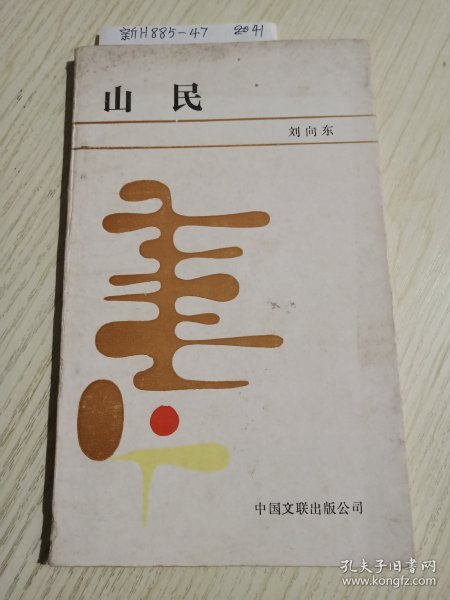 新H885-47 2041
山民
刘向东
中国文联出版公司
孔夫子旧书网
www.kongfz.com